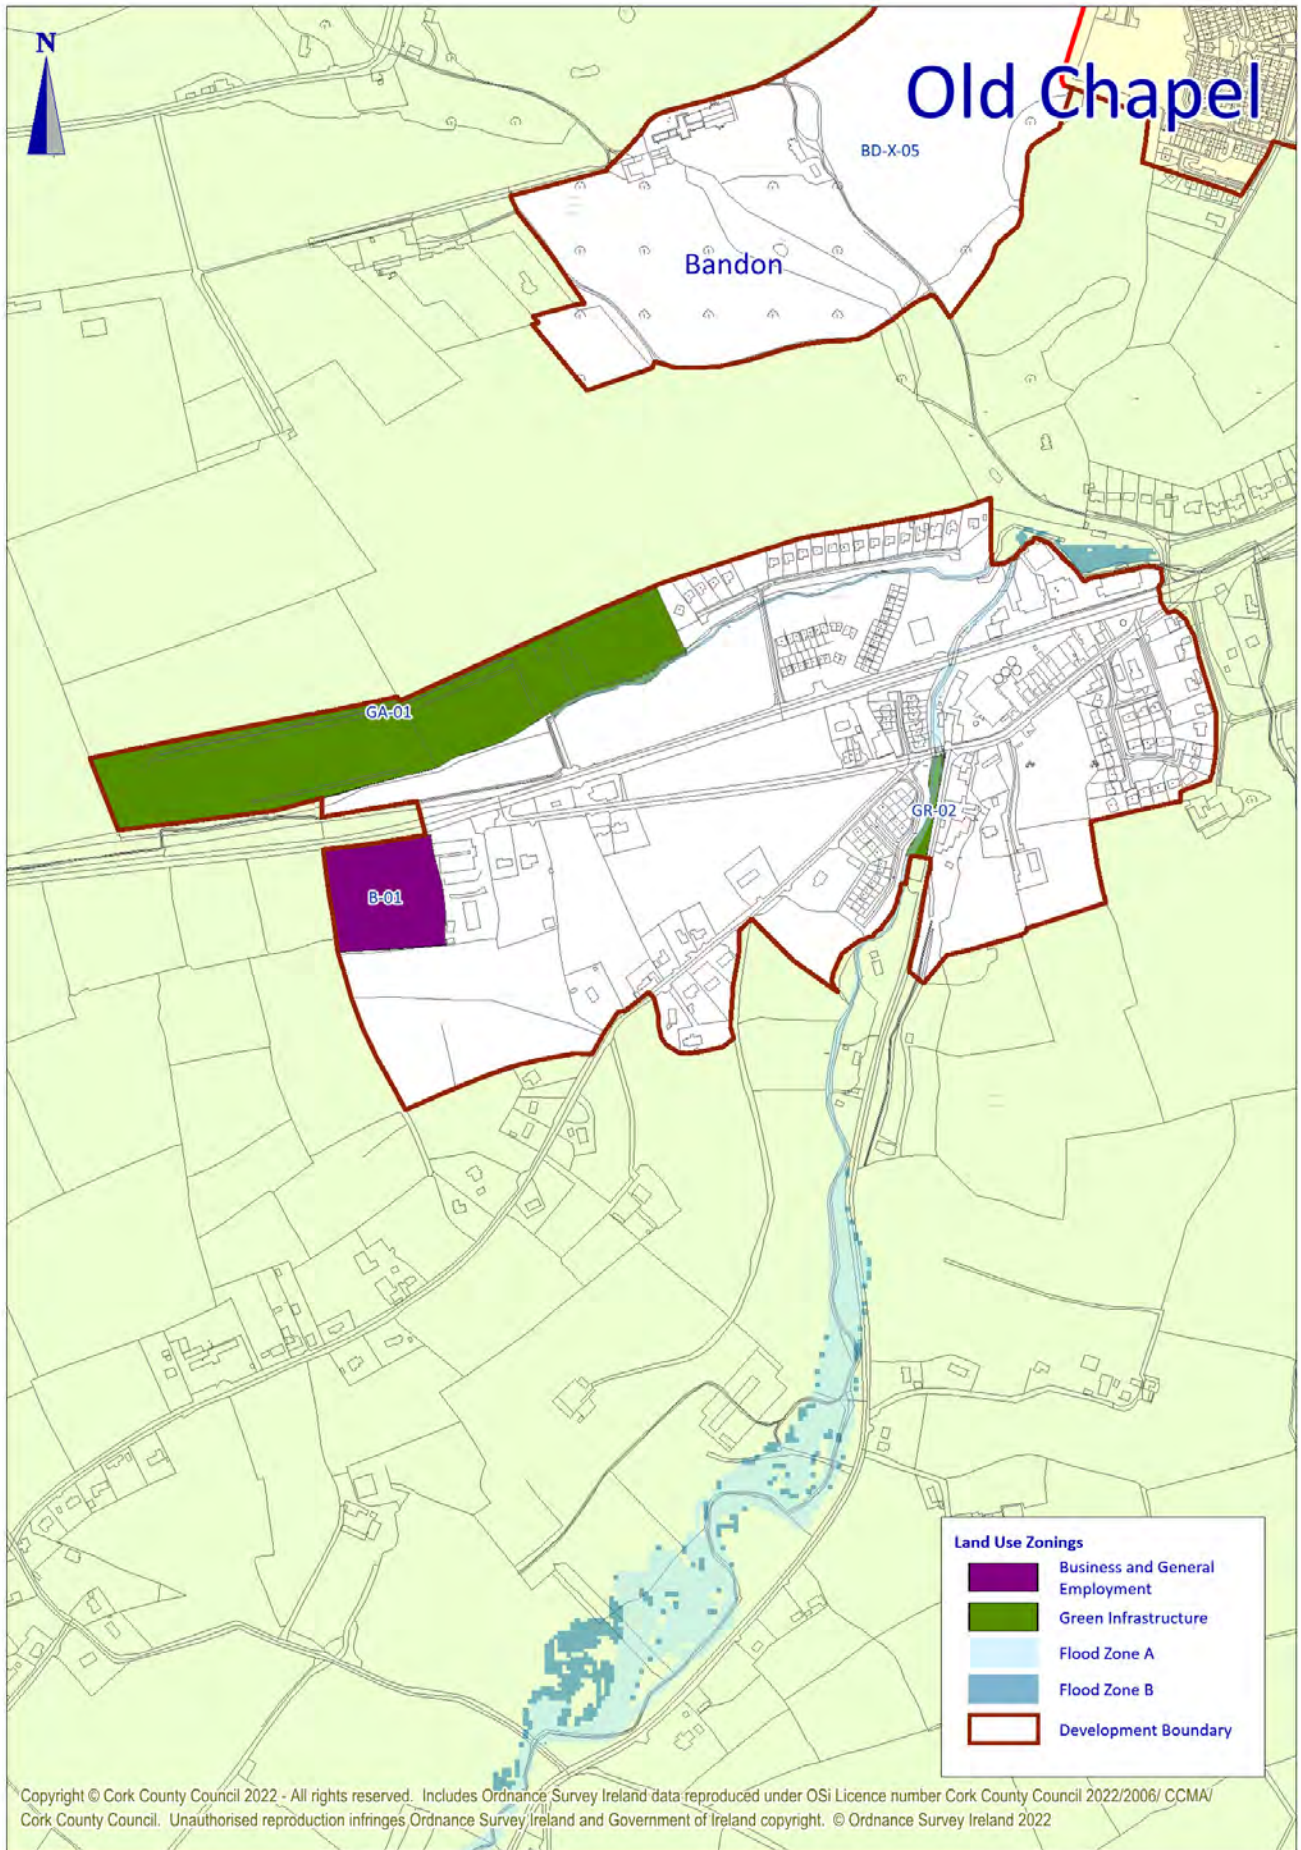 N
Old Chapel
BD-X-05
Bandon
GA-01
GR-02
B-01
Land Use Zonings
Business and General
Employment
Green Infrastructure
Flood Zone A
Flood Zone B
Development Boundary
Copyright © Cork County Council 2022 - All rights reserved. Includes Ordnance Survey Ireland data reproduced under OSi Licence number Cork County Council 2022/2006/ CCMA/
Cork County Council. Unauthorised reproduction infringes Ordnance Survey Ireland and Government of Ireland copyright. © Ordnance Survey Ireland 2022